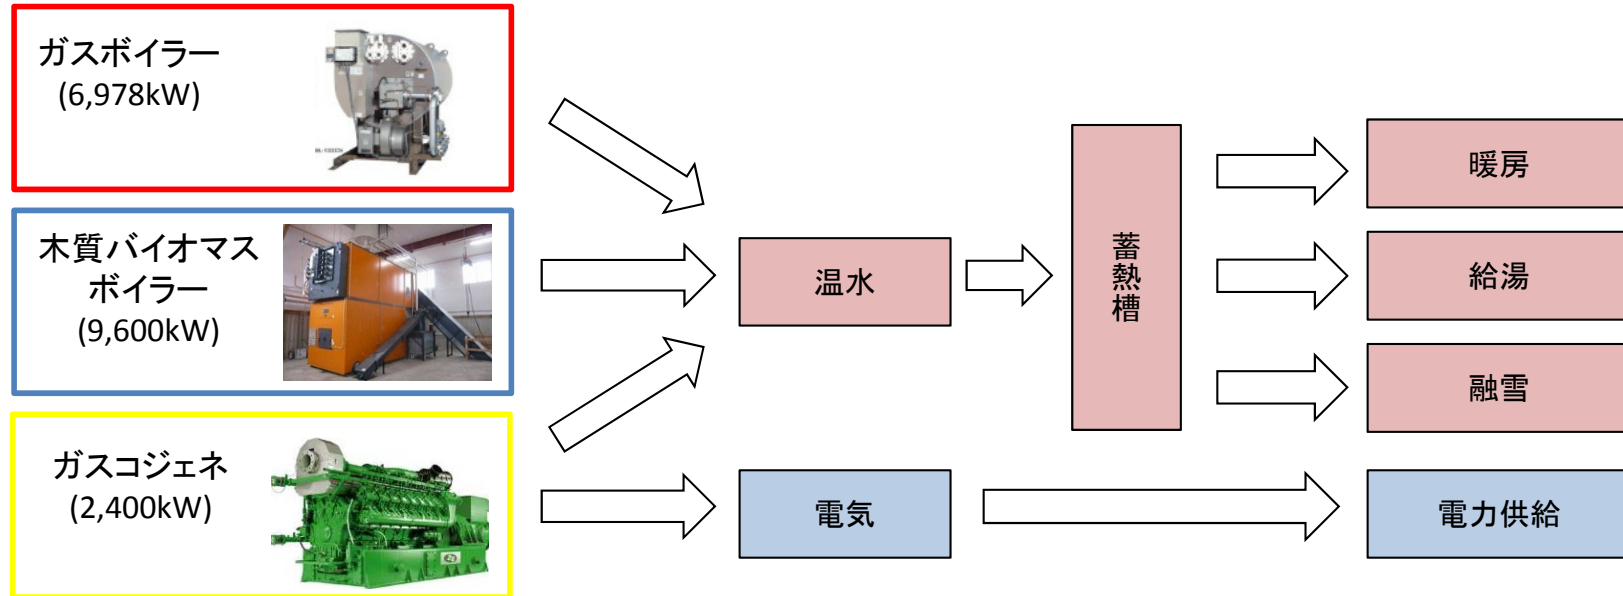 ガスボイラー
(6,978kW)
木質バイオマス
ボイラー
(9,600kW)
ガスコジェネ
(2,400kW)
温水
電気
蓄熱槽
暖房
給湯
融雪
電力供給